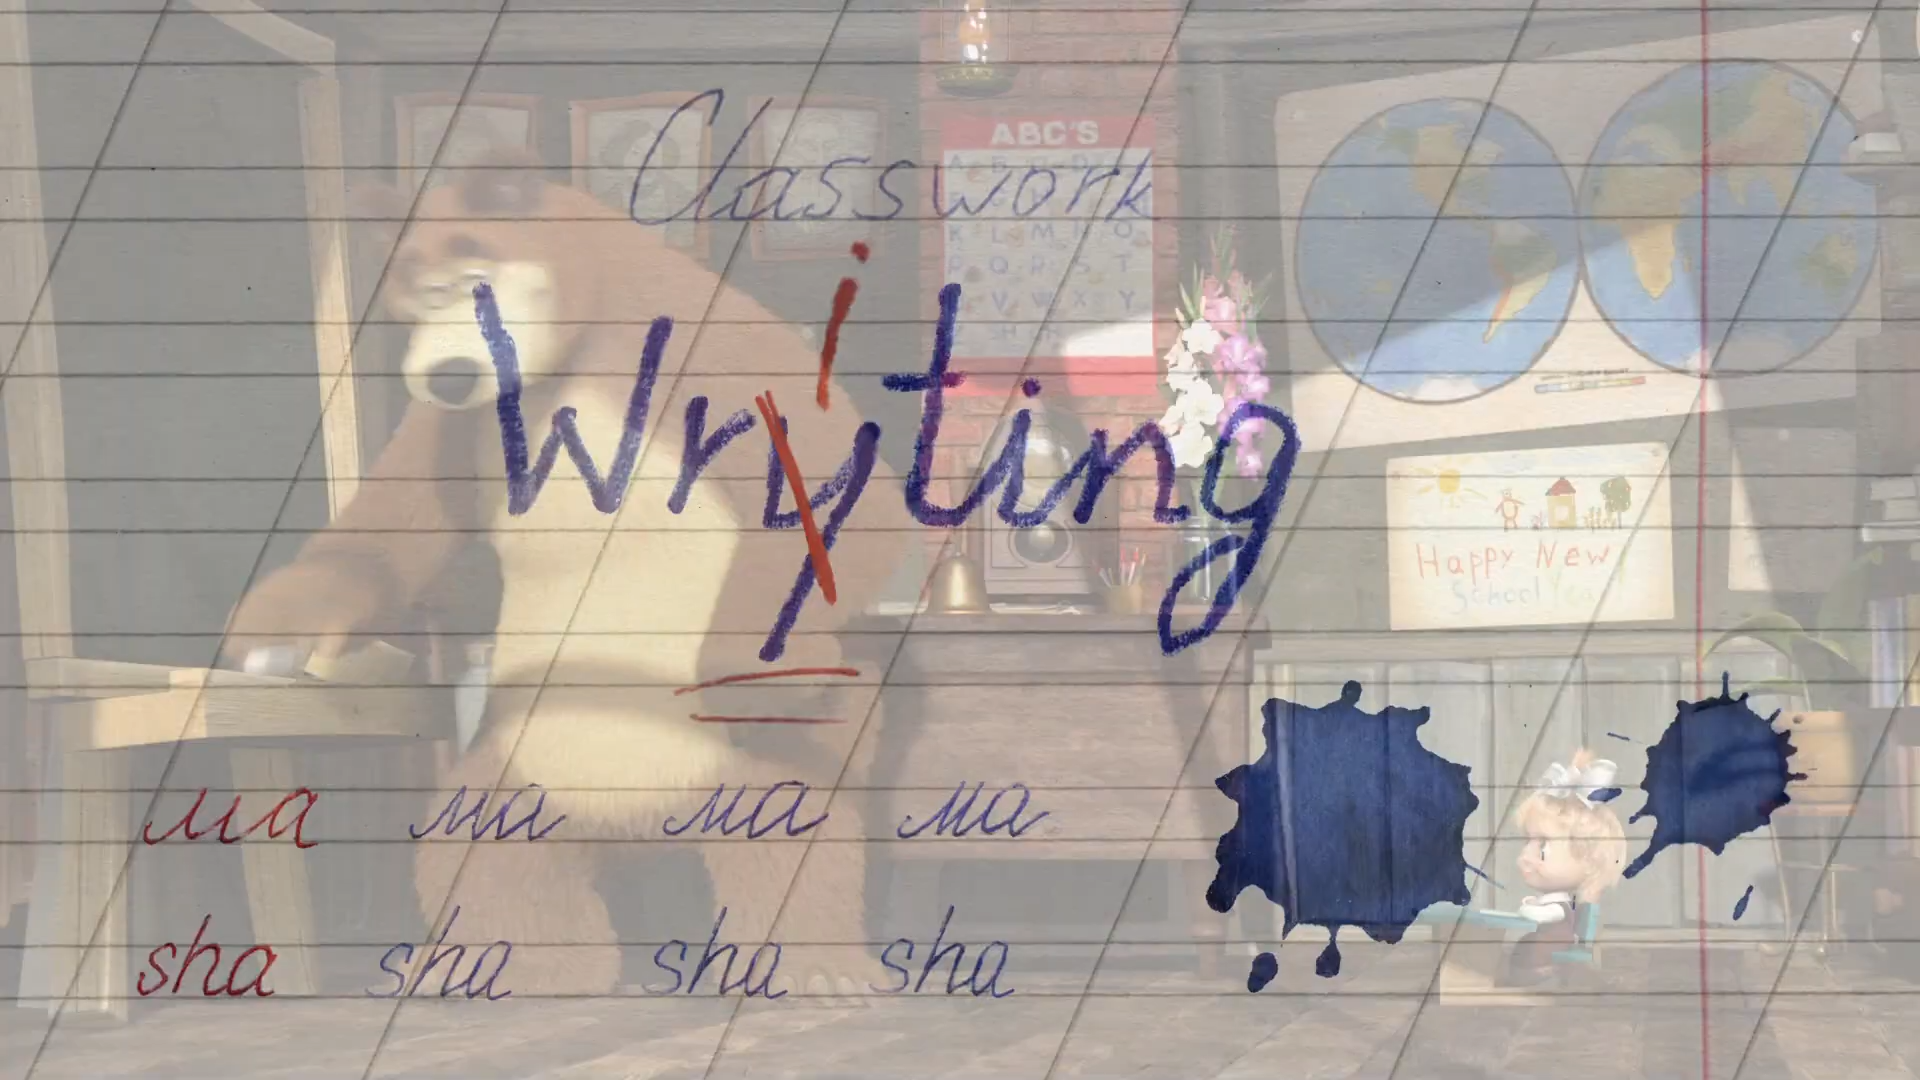 Classwork
ABC'S
K L M N O
P Q R S T
U V W X Y
i
Wryting
Happy New
School Year
ma ma ma ma
sha sha sha sha